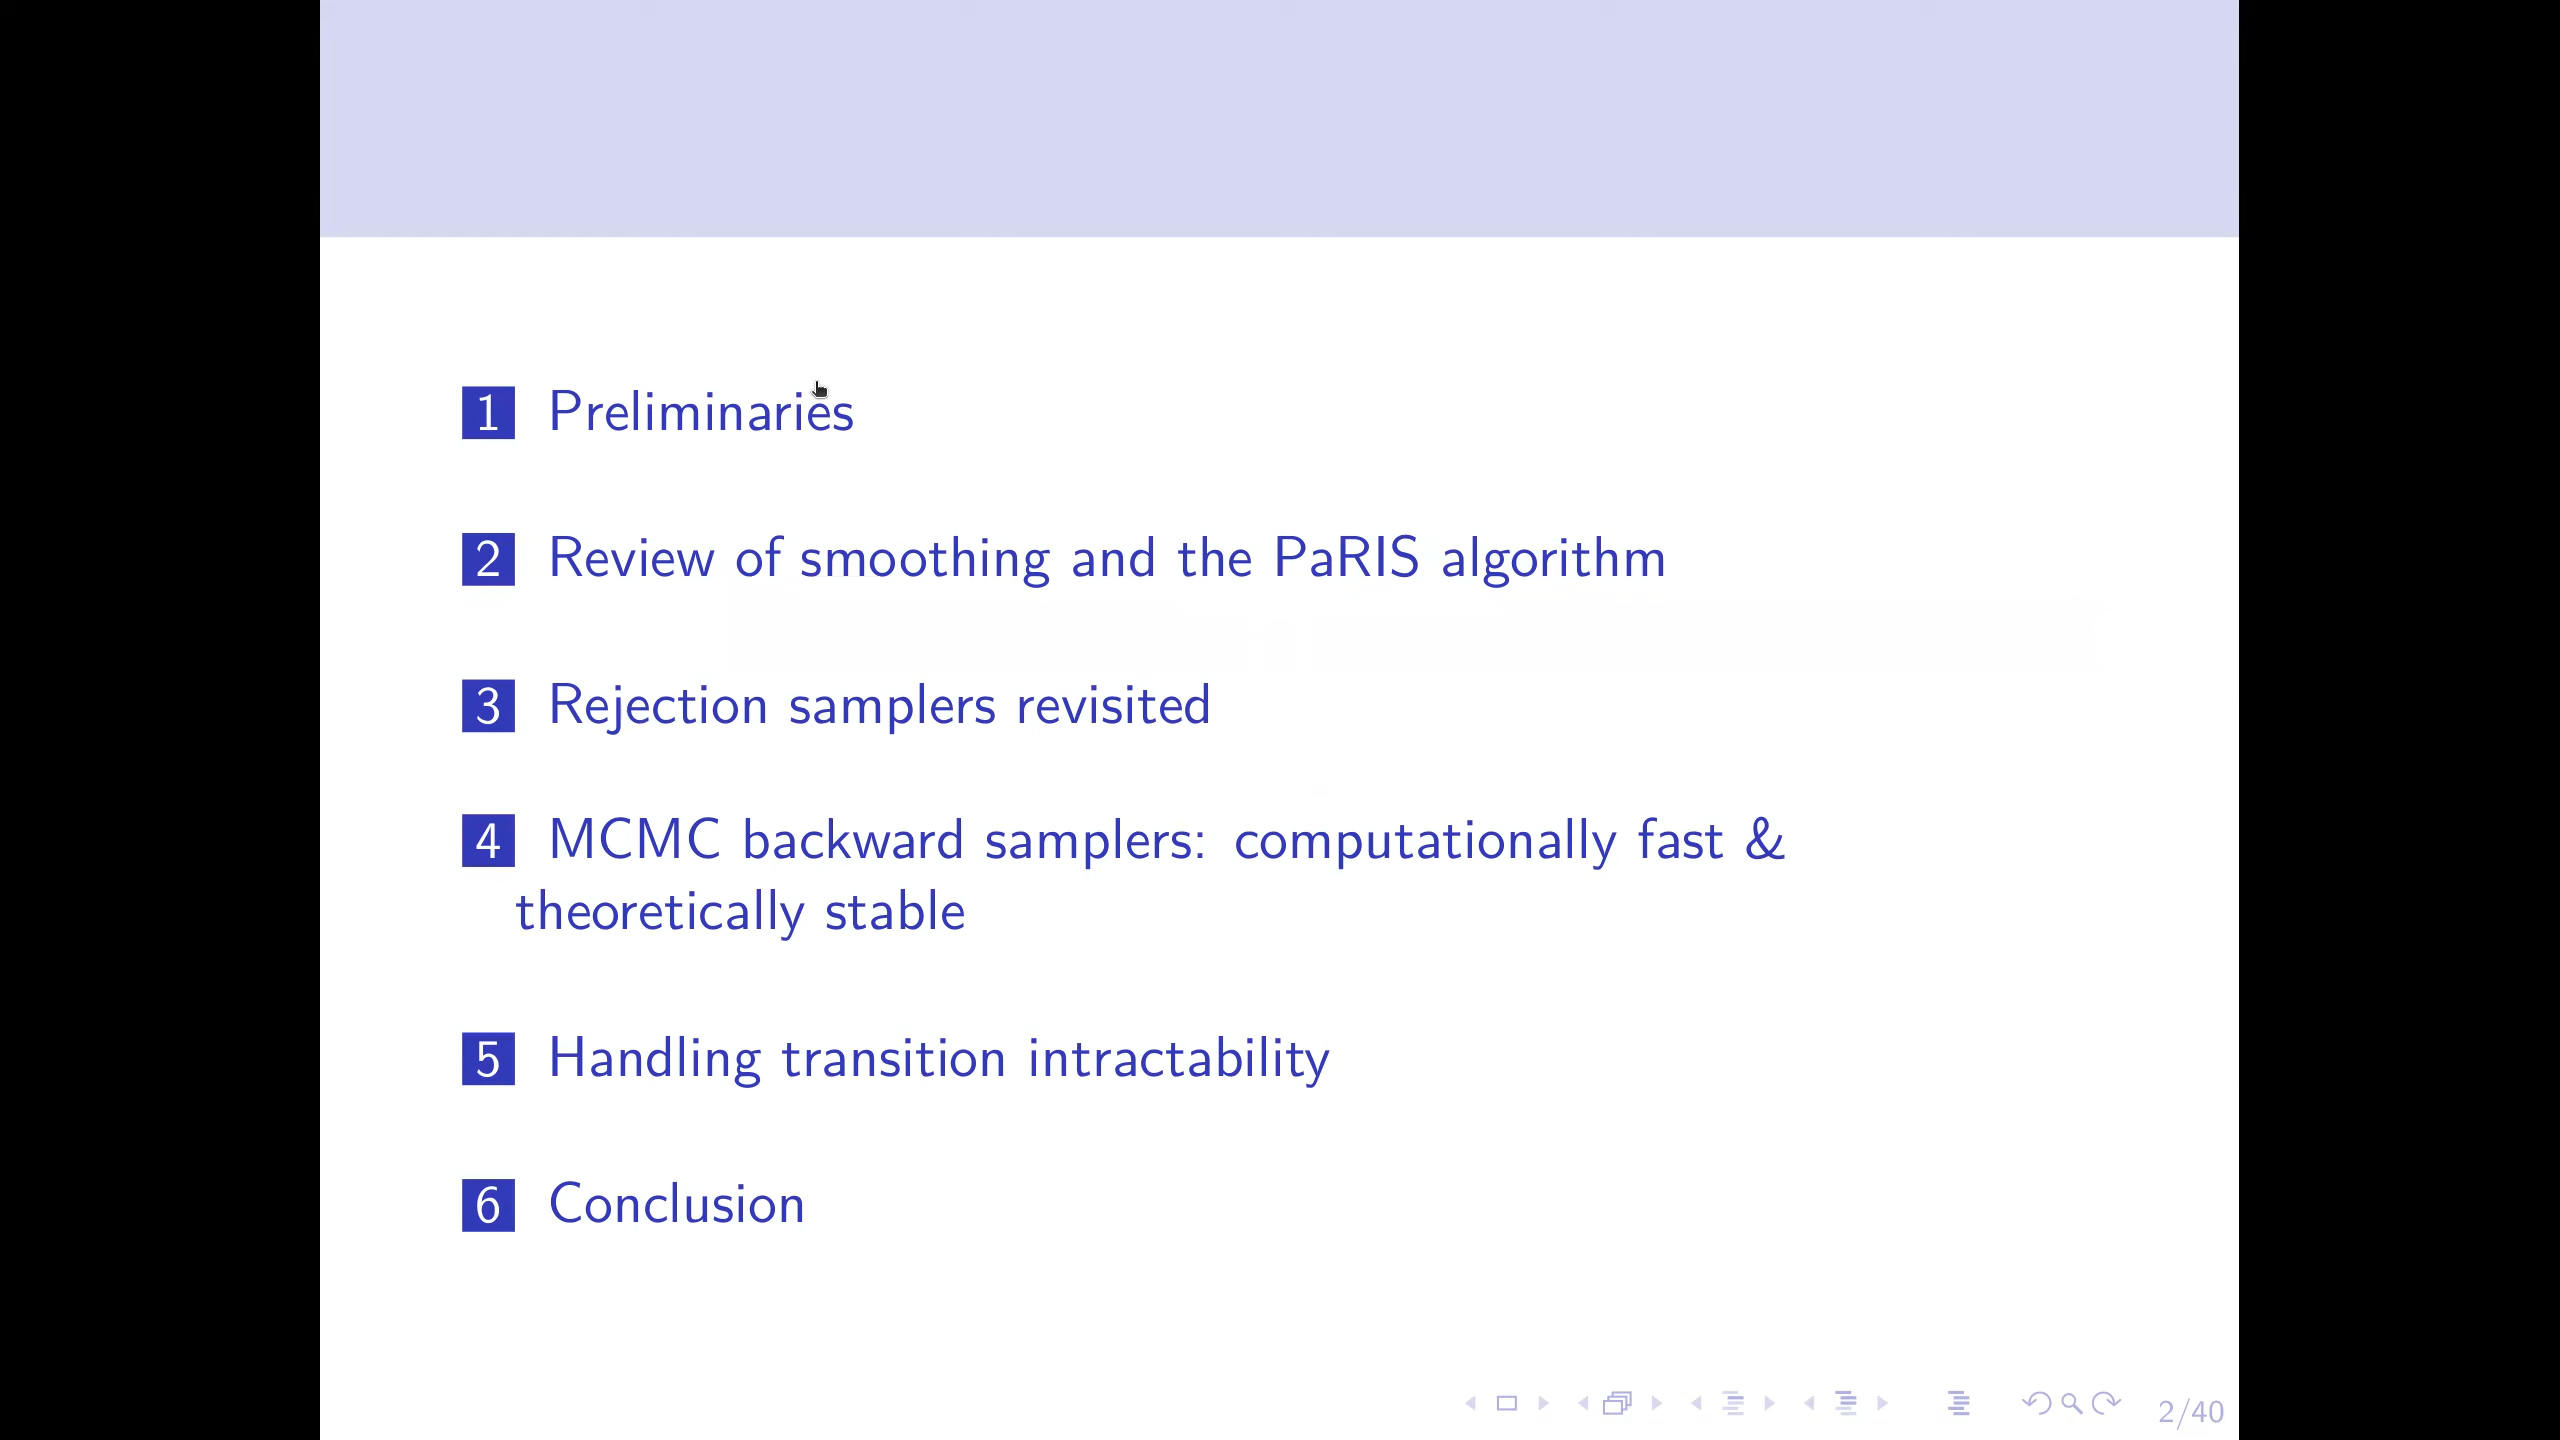 1 Preliminaries
2 Review of smoothing and the PaRIS algorithm
3 Rejection samplers revisited
4 MCMC backward samplers: computationally fast &
theoretically stable
5 Handling transition intractability
6 Conclusion
2/40